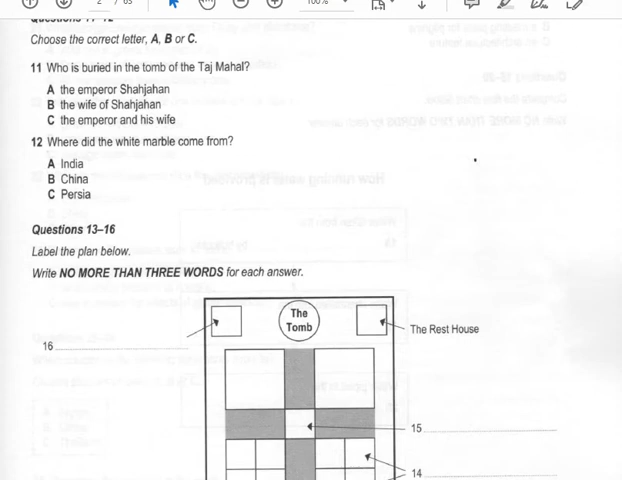 2 / 63
100%
Choose the correct letter, A, B or C.
11 Who is buried in the tomb of the Taj Mahal?
A the emperor Shahjahan
B the wife of Shahjahan
C the emperor and his wife
12 Where did the white marble come from?
A India
B China
C Persia
Questions 13–16
Label the plan below.
Write NO MORE THAN THREE WORDS for each answer.
The
Tomb
The Rest House
16
15
14